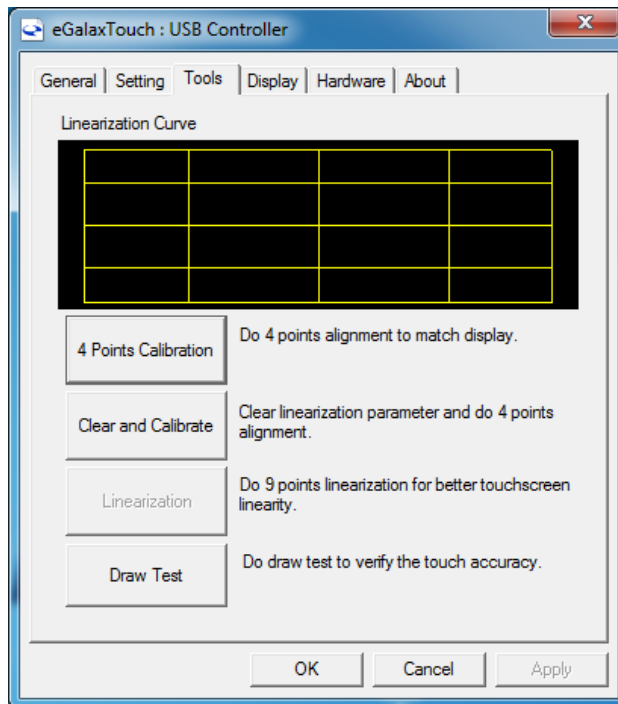 eGalaxTouch : USB Controller
General Setting Tools Display Hardware About
Linearization Curve
4 Points Calibration
Do 4 points alignment to match display.
Clear and Calibrate
Clear linearization parameter and do 4 points
alignment.
Linearization
Do 9 points linearization for better touchscreen
linearity.
Draw Test
Do draw test to verify the touch accuracy.
OK Cancel Apply